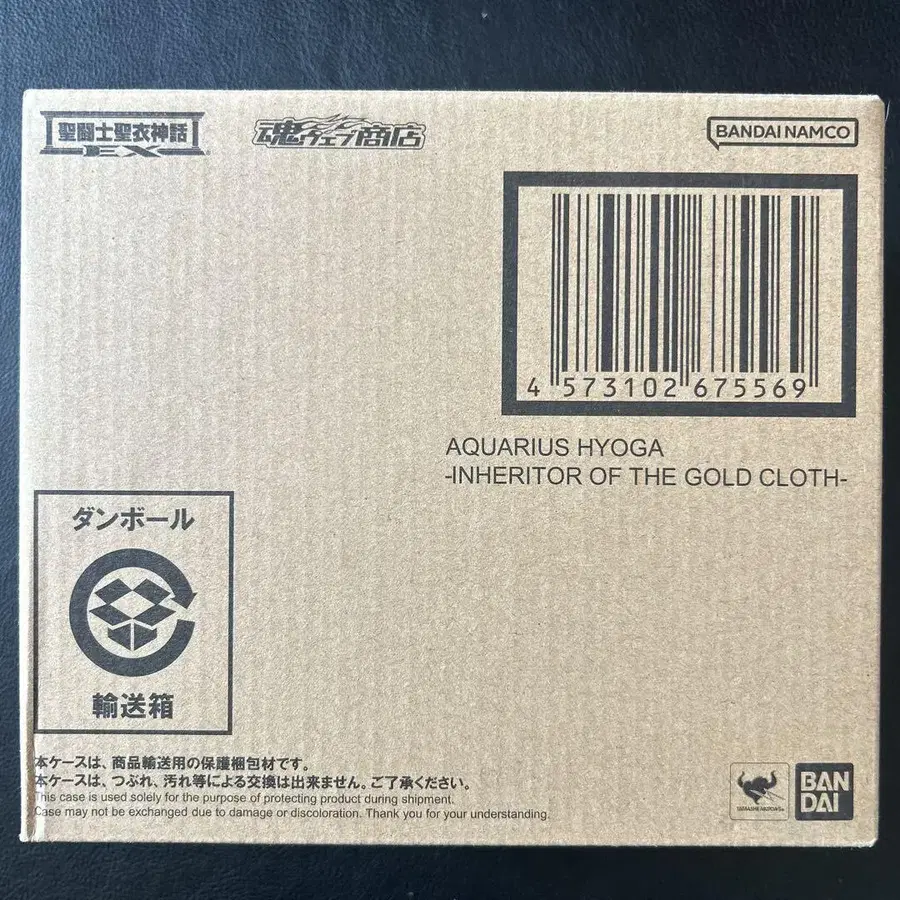 聖闘士聖衣神話
EX
魂ウェブ商店
BANDAI NAMCO
4 573102 675569
AQUARIUS HYOGA
-INHERITOR OF THE GOLD CLOTH-
ダンボール
輸送箱
本ケースは、商品輸送用の保護梱包材です。
本ケースは、つぶれ、汚れ等による交換は出来ません。ご了承ください。
This case is used solely for the purpose of protecting product during shipment.
Case may not be exchanged due to damage or discoloration. Thank you for your understanding.
BAN
DAI